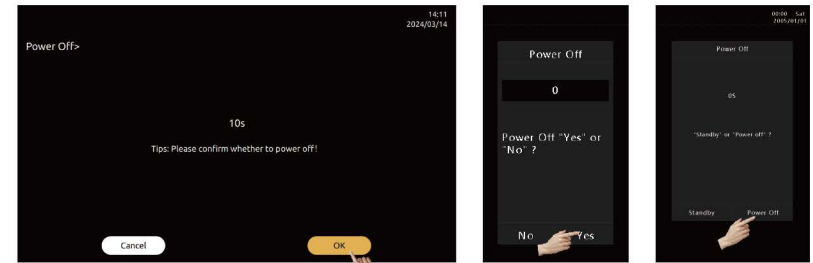 14:11
2024/03/14
Power Off>
10s
Tips: Please confirm whether to power off!
Cancel
OK
Power Off
0
Power Off "Yes" or
"No" ?
No
Yes
00:00 Sat
2005/01/01
Power Off
0S
"Standby" or "Power off" ?
Standby
Power Off